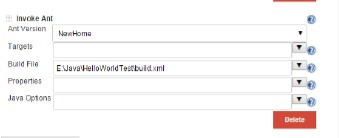 Invoke Ant
Ant Version
NewHome
Targets
Build File
E:\Java\HelloWorldTest\build.xml
Properties
Java Options
Delete